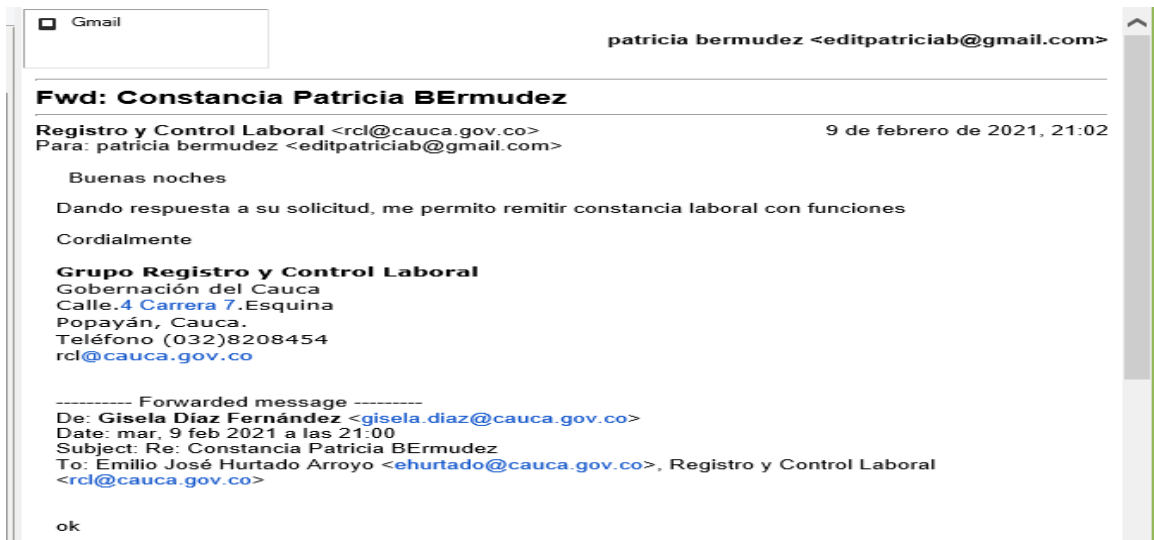 Gmail
patricia bermudez <editpatriciab@gmail.com>
Fwd: Constancia Patricia BErmudez
Registro y Control Laboral <rcl@cauca.gov.co> 9 de febrero de 2021, 21:02
Para: patricia bermudez <editpatriciab@gmail.com>
Buenas noches
Dando respuesta a su solicitud, me permito remitir constancia laboral con funciones
Cordialmente
Grupo Registro y Control Laboral
Gobernación del Cauca
Calle.4 Carrera 7.Esquina
Popayán, Cauca.
Teléfono (032)8208454
rcl@cauca.gov.co
---------- Forwarded message ---------
De: Gisela Díaz Fernández <gisela.diaz@cauca.gov.co>
Date: mar, 9 feb 2021 a las 21:00
Subject: Re: Constancia Patricia BErmudez
To: Emilio José Hurtado Arroyo <ehurtado@cauca.gov.co>, Registro y Control Laboral
<rcl@cauca.gov.co>
ok